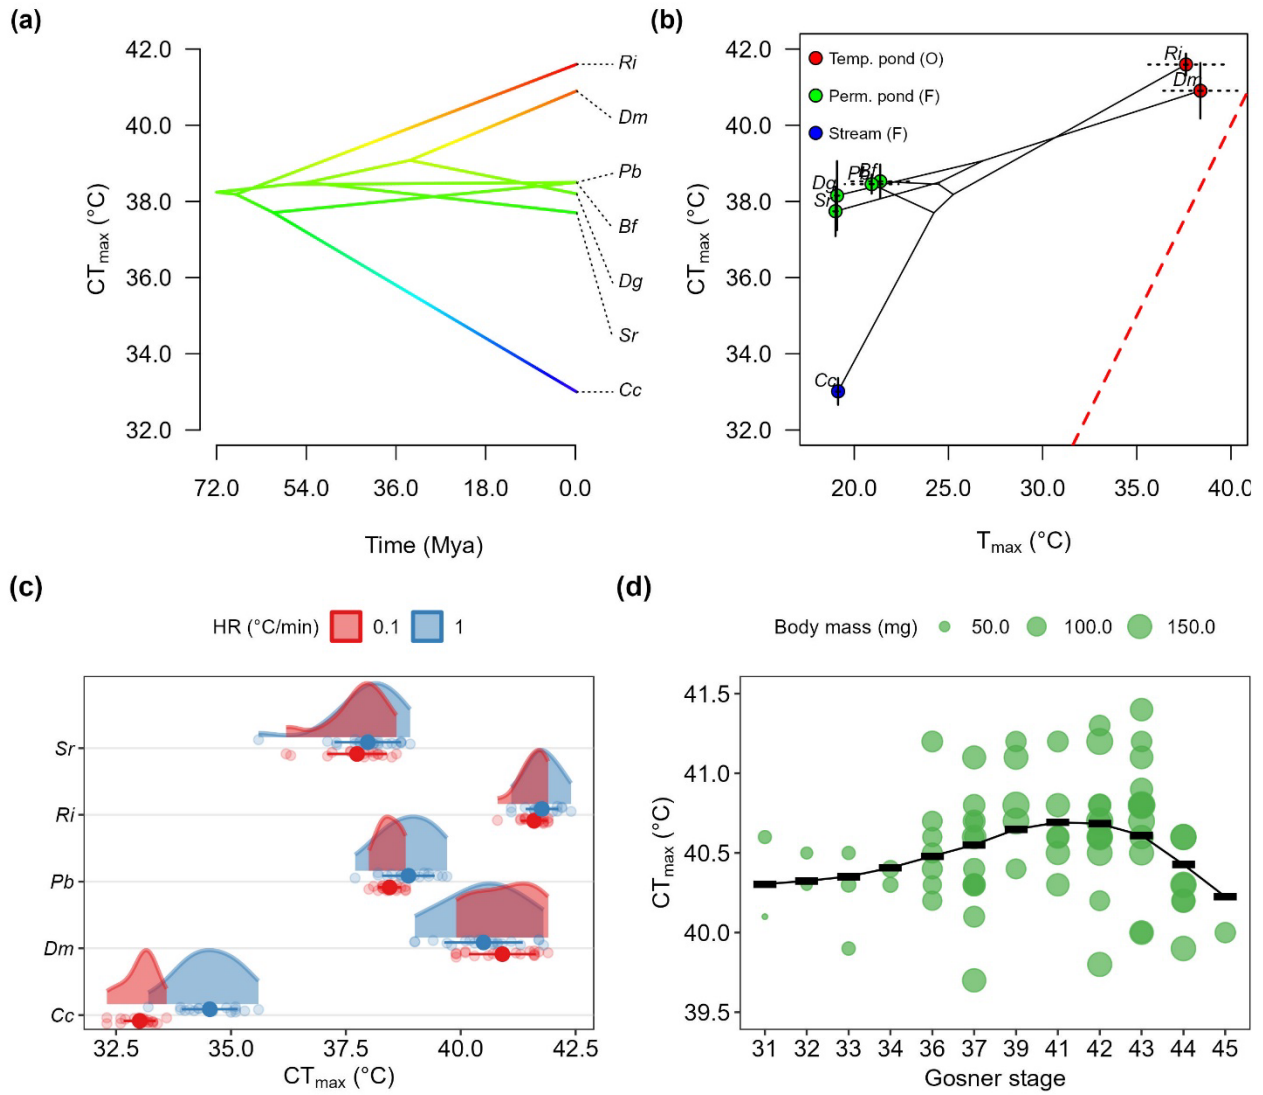 (a)
42.0
40.0
38.0
36.0
34.0
32.0
CTmax (°C)
72.0 54.0 36.0 18.0 0.0
Time (Mya)
Ri
Dm
Pb
Bf
Dg
Sr
Cc
(b)
42.0
40.0
38.0
36.0
34.0
32.0
CTmax (°C)
Temp. pond (O)
Perm. pond (F)
Stream (F)
Ri
Dm
Bf
Pb
Dg
Sr
Cc
20.0 25.0 30.0 35.0 40.0
Tmax (°C)
(c)
HR (°C/min) 0.1 1
Sr
Ri
Pb
Dm
Cc
32.5 35.0 37.5 40.0 42.5
CTmax (°C)
(d)
Body mass (mg) 50.0 100.0 150.0
41.5
41.0
40.5
40.0
39.5
CTmax (°C)
31 32 33 34 36 37 39 41 42 43 44 45
Gosner stage